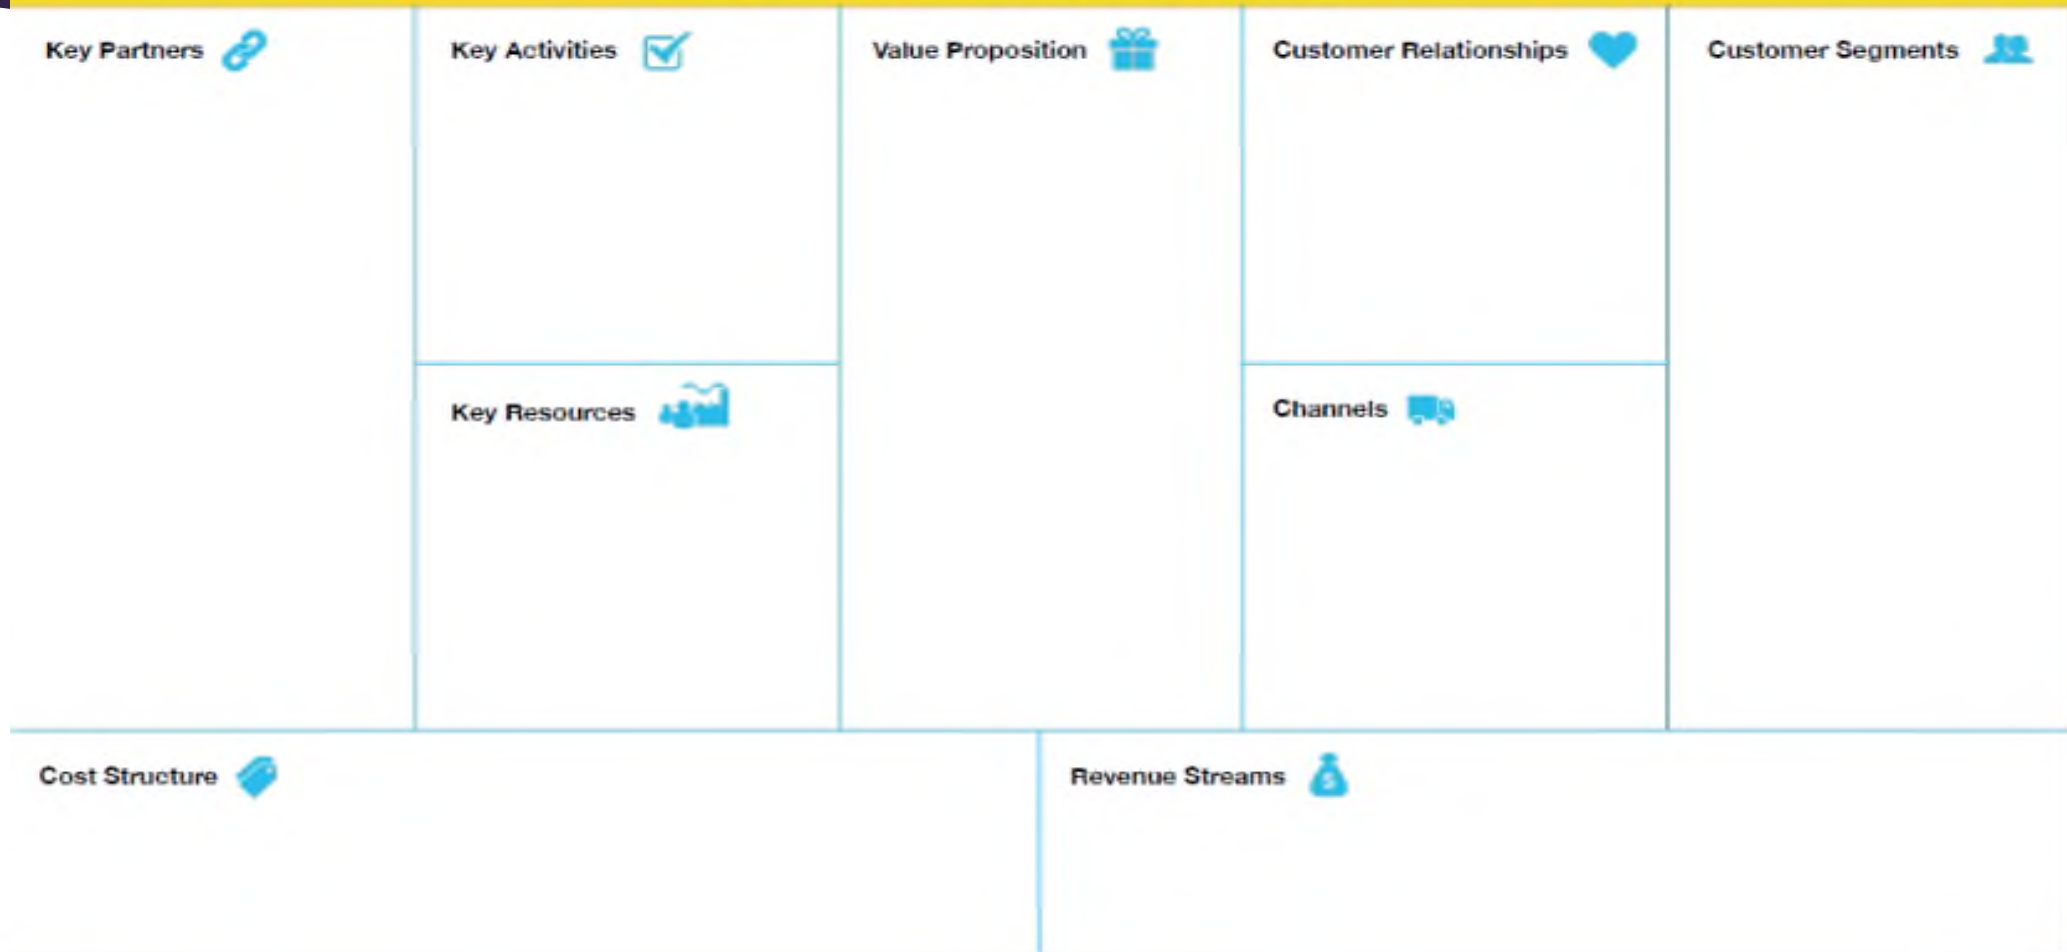 Key Partners
Key Activities
Value Proposition
Customer Relationships
Customer Segments
Key Resources
Channels
Cost Structure
Revenue Streams